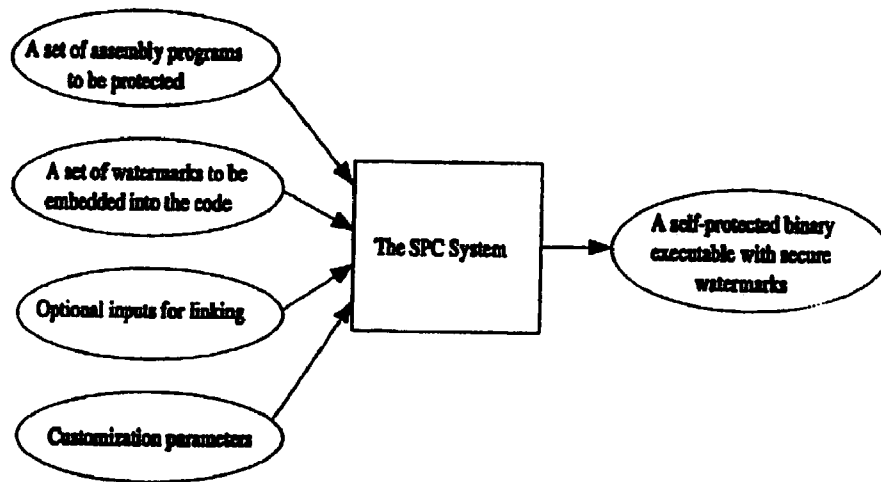 A set of assembly programs
to be protected
A set of watermarks to be
embedded into the code
Optional inputs for linking
Customization parameters
The SPC System
A self-protected binary
executable with secure
watermarks